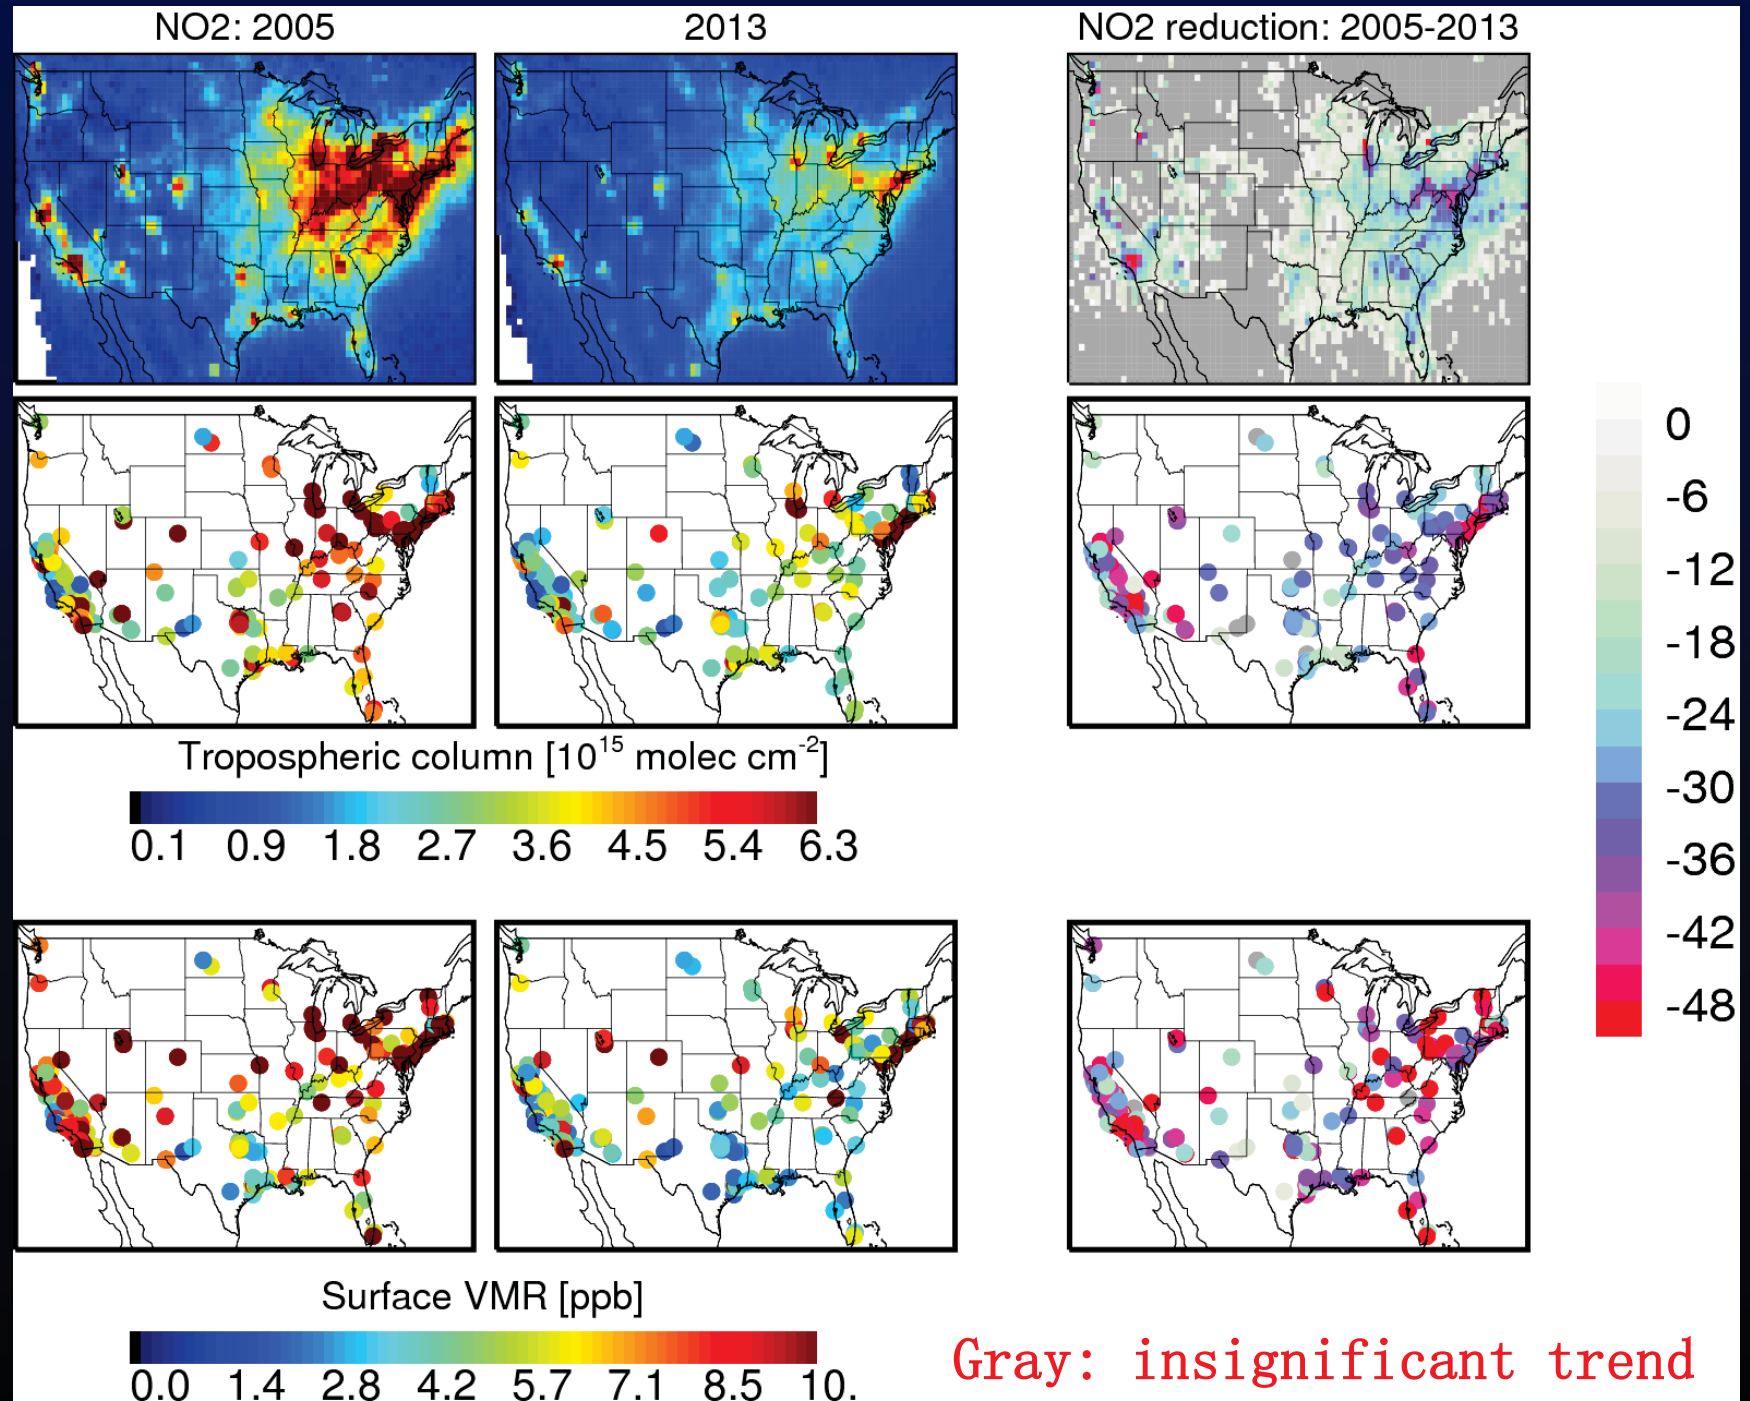 NO2: 2005
2013
NO2 reduction: 2005-2013
0
-6
-12
-18
-24
-30
-36
-42
-48
Tropospheric column [10^15 molec cm^-2]
0.1 0.9 1.8 2.7 3.6 4.5 5.4 6.3
Surface VMR [ppb]
0.0 1.4 2.8 4.2 5.7 7.1 8.5 10.
Gray: insignificant trend